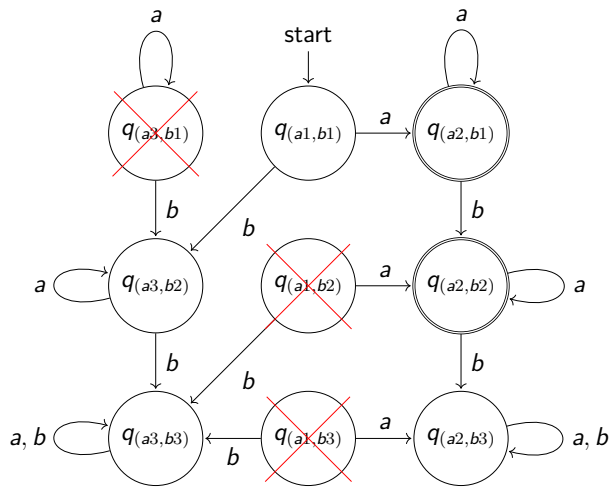 a
start
a
q(a3,b1)
q(a1,b1)
a
q(a2,b1)
b
b
b
a
q(a3,b2)
q(a1,b2)
a
q(a2,b2)
a
b
b
b
a, b
q(a3,b3)
b
q(a1,b3)
a
q(a2,b3)
a, b